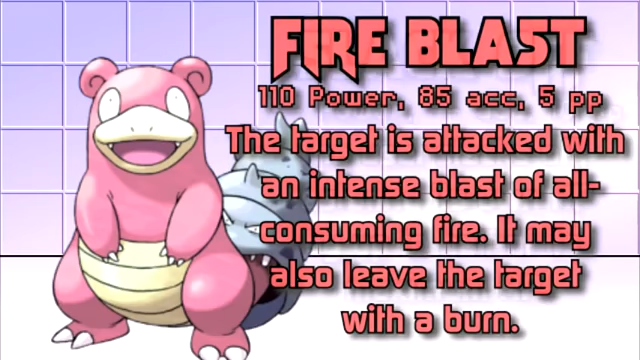 FIRE BLAST
110 Power, 85 acc, 5 pp
The target is attacked with
an intense blast of all-
consuming fire. It may
also leave the target
with a burn.